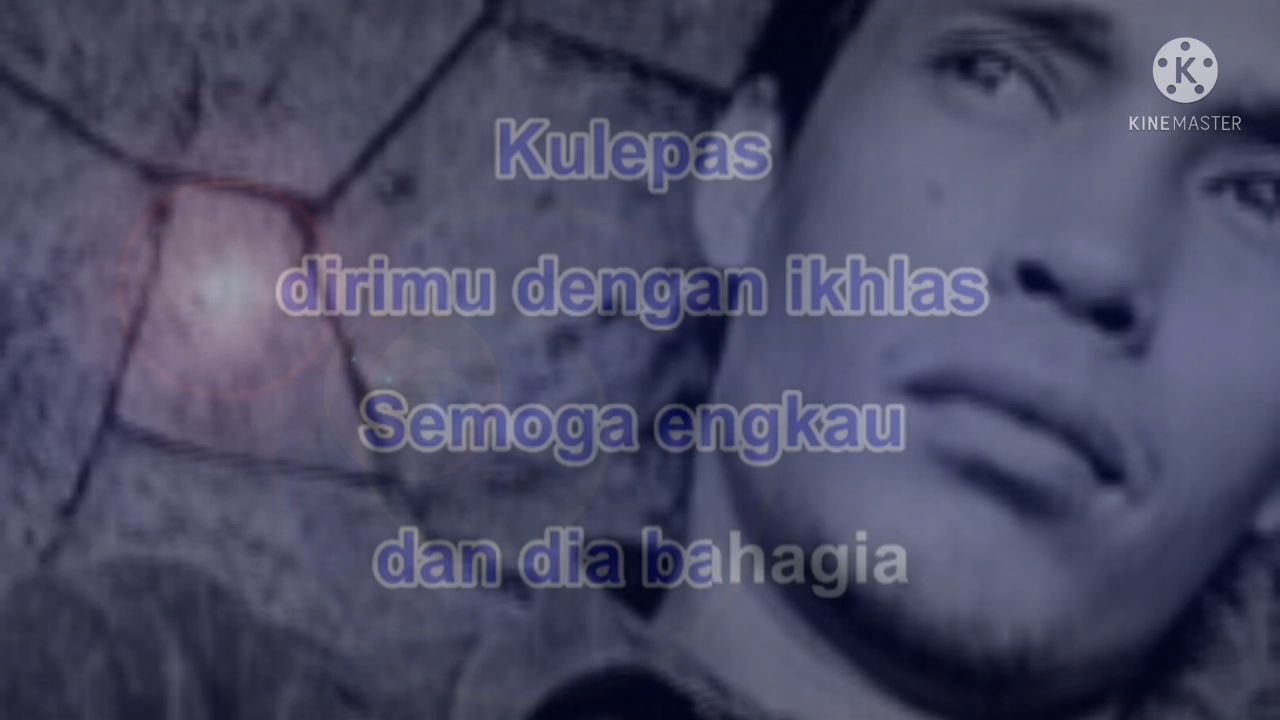 KINEMASTER
Kulepas
dirimu dengan ikhlas
Semoga engkau
dan dia bahagia